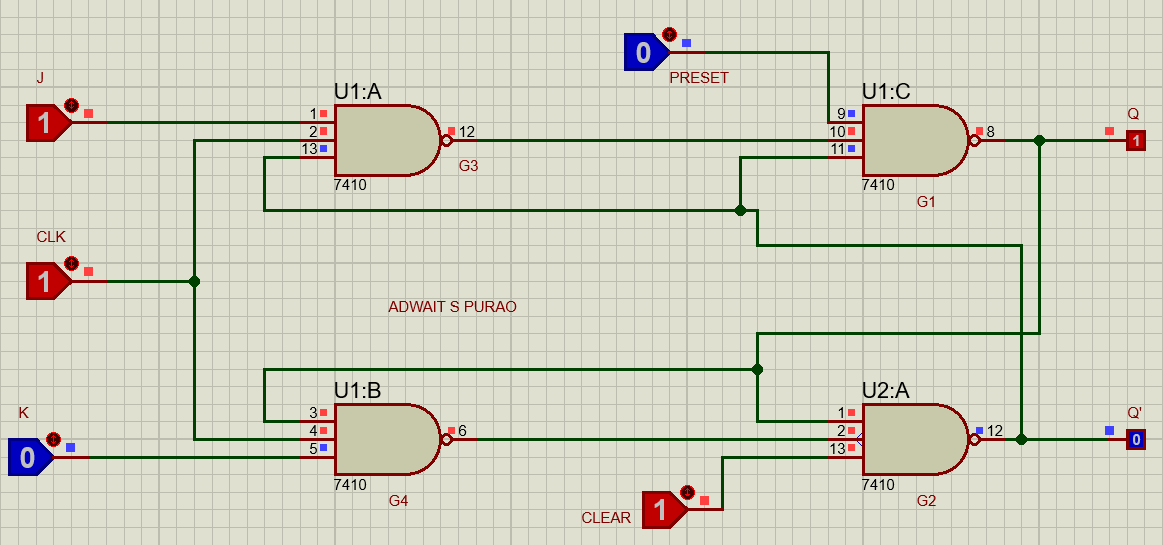 0
PRESET
J
1
U1:A
1
2
13
12
7410
G3
U1:C
9
10
11
8
7410
G1
Q
1
CLK
1
ADWAIT S PURAO
K
0
U1:B
3
4
5
6
7410
G4
U2:A
1
2
13
12
7410
G2
Q'
0
CLEAR
1